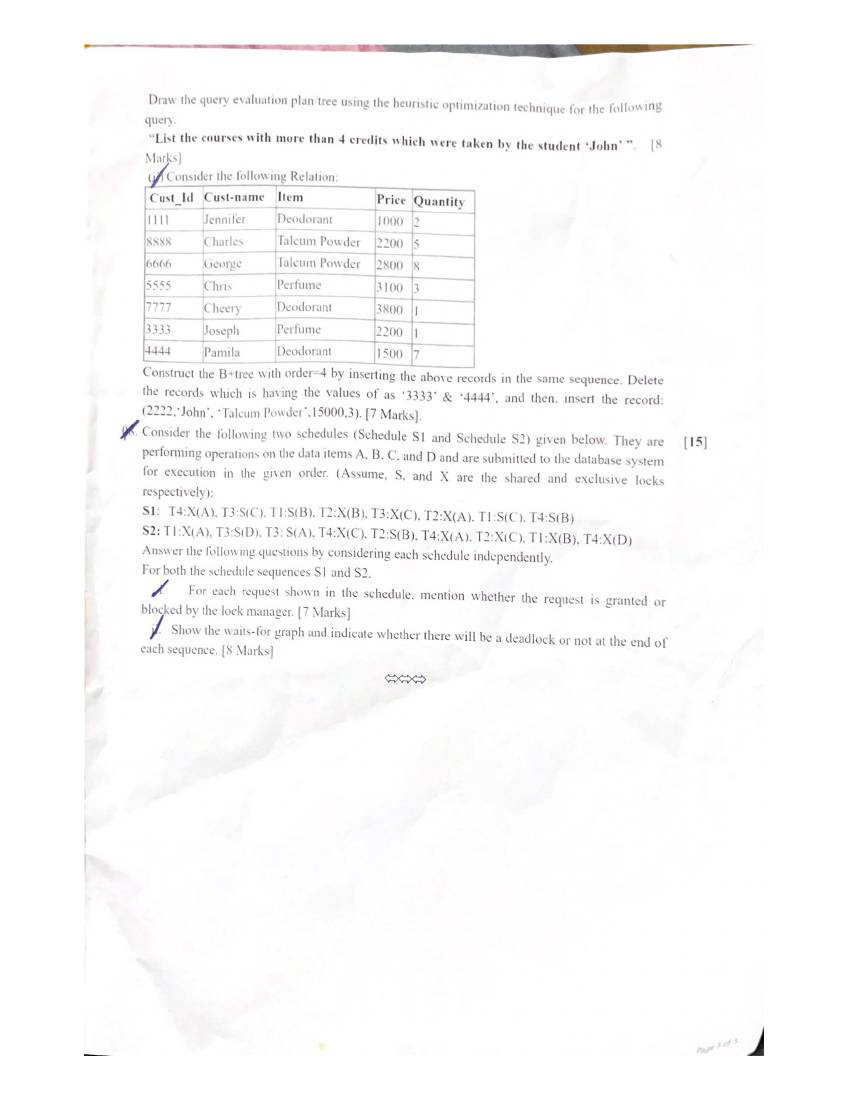 Draw the query evaluation plan tree using the heuristic optimization technique for the following
query.
“List the courses with more than 4 credits which were taken by the student ‘John’ ”. [8
Marks]
Consider the following Relation:
Cust_Id Cust-name Item Price Quantity
1111 Jennifer Deodorant 1000 2
8888 Charles Talcum Powder 2200 5
6666 George Talcum Powder 2800 8
5555 Chris Perfume 3100 3
7777 Cheery Deodorant 3800 1
3333 Joseph Perfume 2200 1
4444 Pamila Deodorant 1500 7
Construct the B+tree with order=4 by inserting the above records in the same sequence. Delete
the records which is having the values of as ‘3333’ & ‘4444’, and then, insert the record:
(2222,‘John’, ‘Talcum Powder’,15000,3). [7 Marks].
Consider the following two schedules (Schedule S1 and Schedule S2) given below. They are [15]
performing operations on the data items A, B, C, and D and are submitted to the database system
for execution in the given order. (Assume, S, and X are the shared and exclusive locks
respectively):
S1: T4:X(A), T3:S(C), T1:S(B), T2:X(B), T3:X(C), T2:X(A), T1:S(C), T4:S(B)
S2: T1:X(A), T3:S(D), T3: S(A), T4:X(C), T2:S(B), T4:X(A), T2:X(C), T1:X(B), T4:X(D)
Answer the following questions by considering each schedule independently.
For both the schedule sequences S1 and S2,
For each request shown in the schedule, mention whether the request is granted or
blocked by the lock manager. [7 Marks]
Show the waits-for graph and indicate whether there will be a deadlock or not at the end of
each sequence. [8 Marks]
⇔⇔⇔
Page 3 of 3